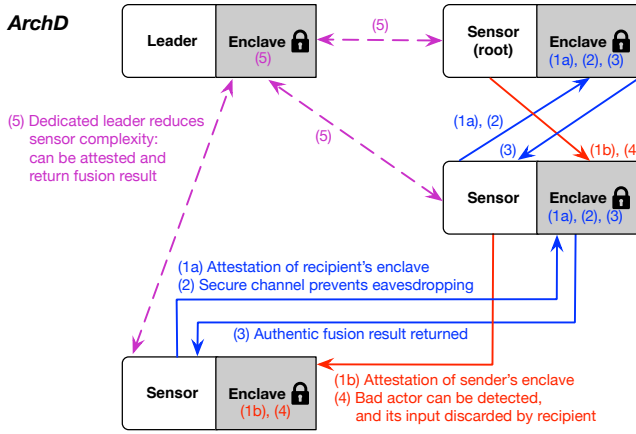 ArchD
Leader
Enclave
(5)
(5)
Sensor
(root)
Enclave
(1a), (2), (3)
(5) Dedicated leader reduces
sensor complexity:
can be attested and
return fusion result
(5)
(1a), (2)
(3)
(1b), (4
Sensor
Enclave
(1a), (2), (3)
(1a) Attestation of recipient's enclave
(2) Secure channel prevents eavesdropping
(3) Authentic fusion result returned
Sensor
Enclave
(1b), (4)
(1b) Attestation of sender's enclave
(4) Bad actor can be detected,
and its input discarded by recipient